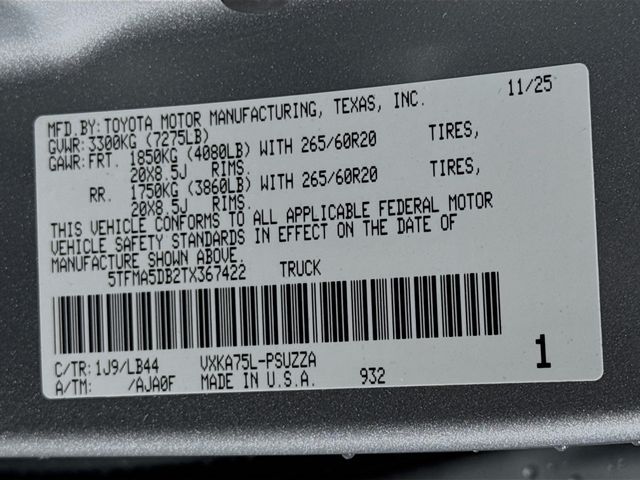 MFD.BY:TOYOTA MOTOR MANUFACTURING, TEXAS, INC. 11/25
GVWR: 3300KG (7275LB)
GAWR: FRT. 1850KG (4080LB) WITH 265/60R20 TIRES,
20X8.5J RIMS.
RR. 1750KG (3860LB) WITH 265/60R20 TIRES,
20X8.5J RIMS.
THIS VEHICLE CONFORMS TO ALL APPLICABLE FEDERAL MOTOR
VEHICLE SAFETY STANDARDS IN EFFECT ON THE DATE OF
MANUFACTURE SHOWN ABOVE.
5TFMA5DB2TX367422 TRUCK
C/TR: 1J9/LB44 VXKA75L-PSUZZA
A/TM: /AJA0F MADE IN U.S.A. 932 1